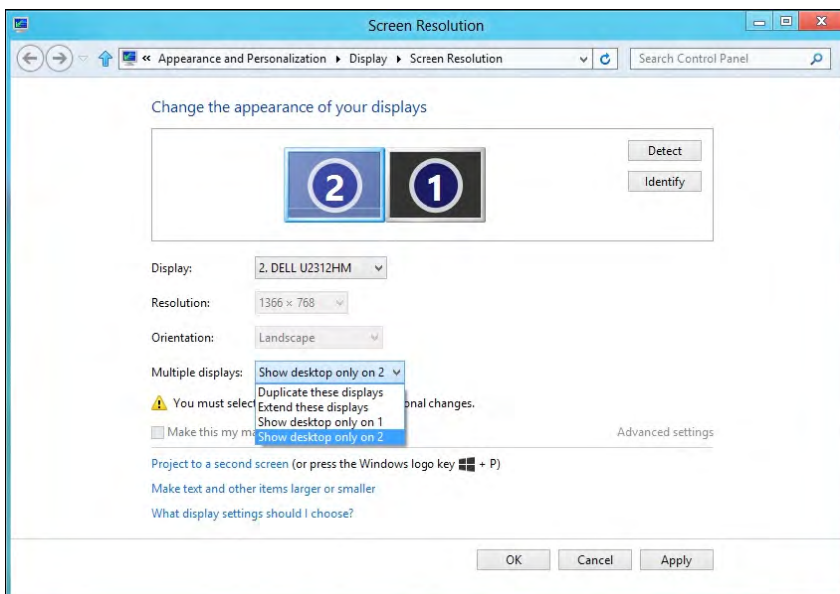 Screen Resolution
« Appearance and Personalization ▸ Display ▸ Screen Resolution
Search Control Panel
Change the appearance of your displays
2
1
Detect
Identify
Display: 2. DELL U2312HM
Resolution: 1366 × 768
Orientation: Landscape
Multiple displays: Show desktop only on 2
Duplicate these displays
Extend these displays
Show desktop only on 1
Show desktop only on 2
You must select onal changes.
Make this my m
Advanced settings
Project to a second screen (or press the Windows logo key + P)
Make text and other items larger or smaller
What display settings should I choose?
OK
Cancel
Apply